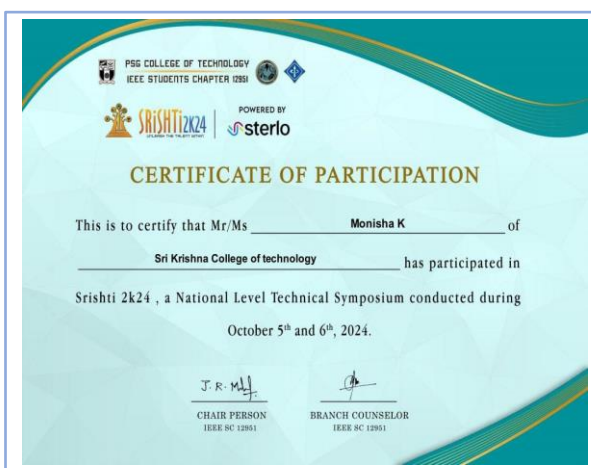 PSG COLLEGE OF TECHNOLOGY
IEEE STUDENTS CHAPTER 12951
SRiSHTi2K24
POWERED BY
sterlo
CERTIFICATE OF PARTICIPATION
This is to certify that Mr/Ms Monisha K of
Sri Krishna College of technology has participated in
Srishti 2k24 , a National Level Technical Symposium conducted during
October 5th and 6th, 2024.
J. R.
CHAIR PERSON
BRANCH COUNSELOR
IEEE SC 12951
IEEE SC 12951